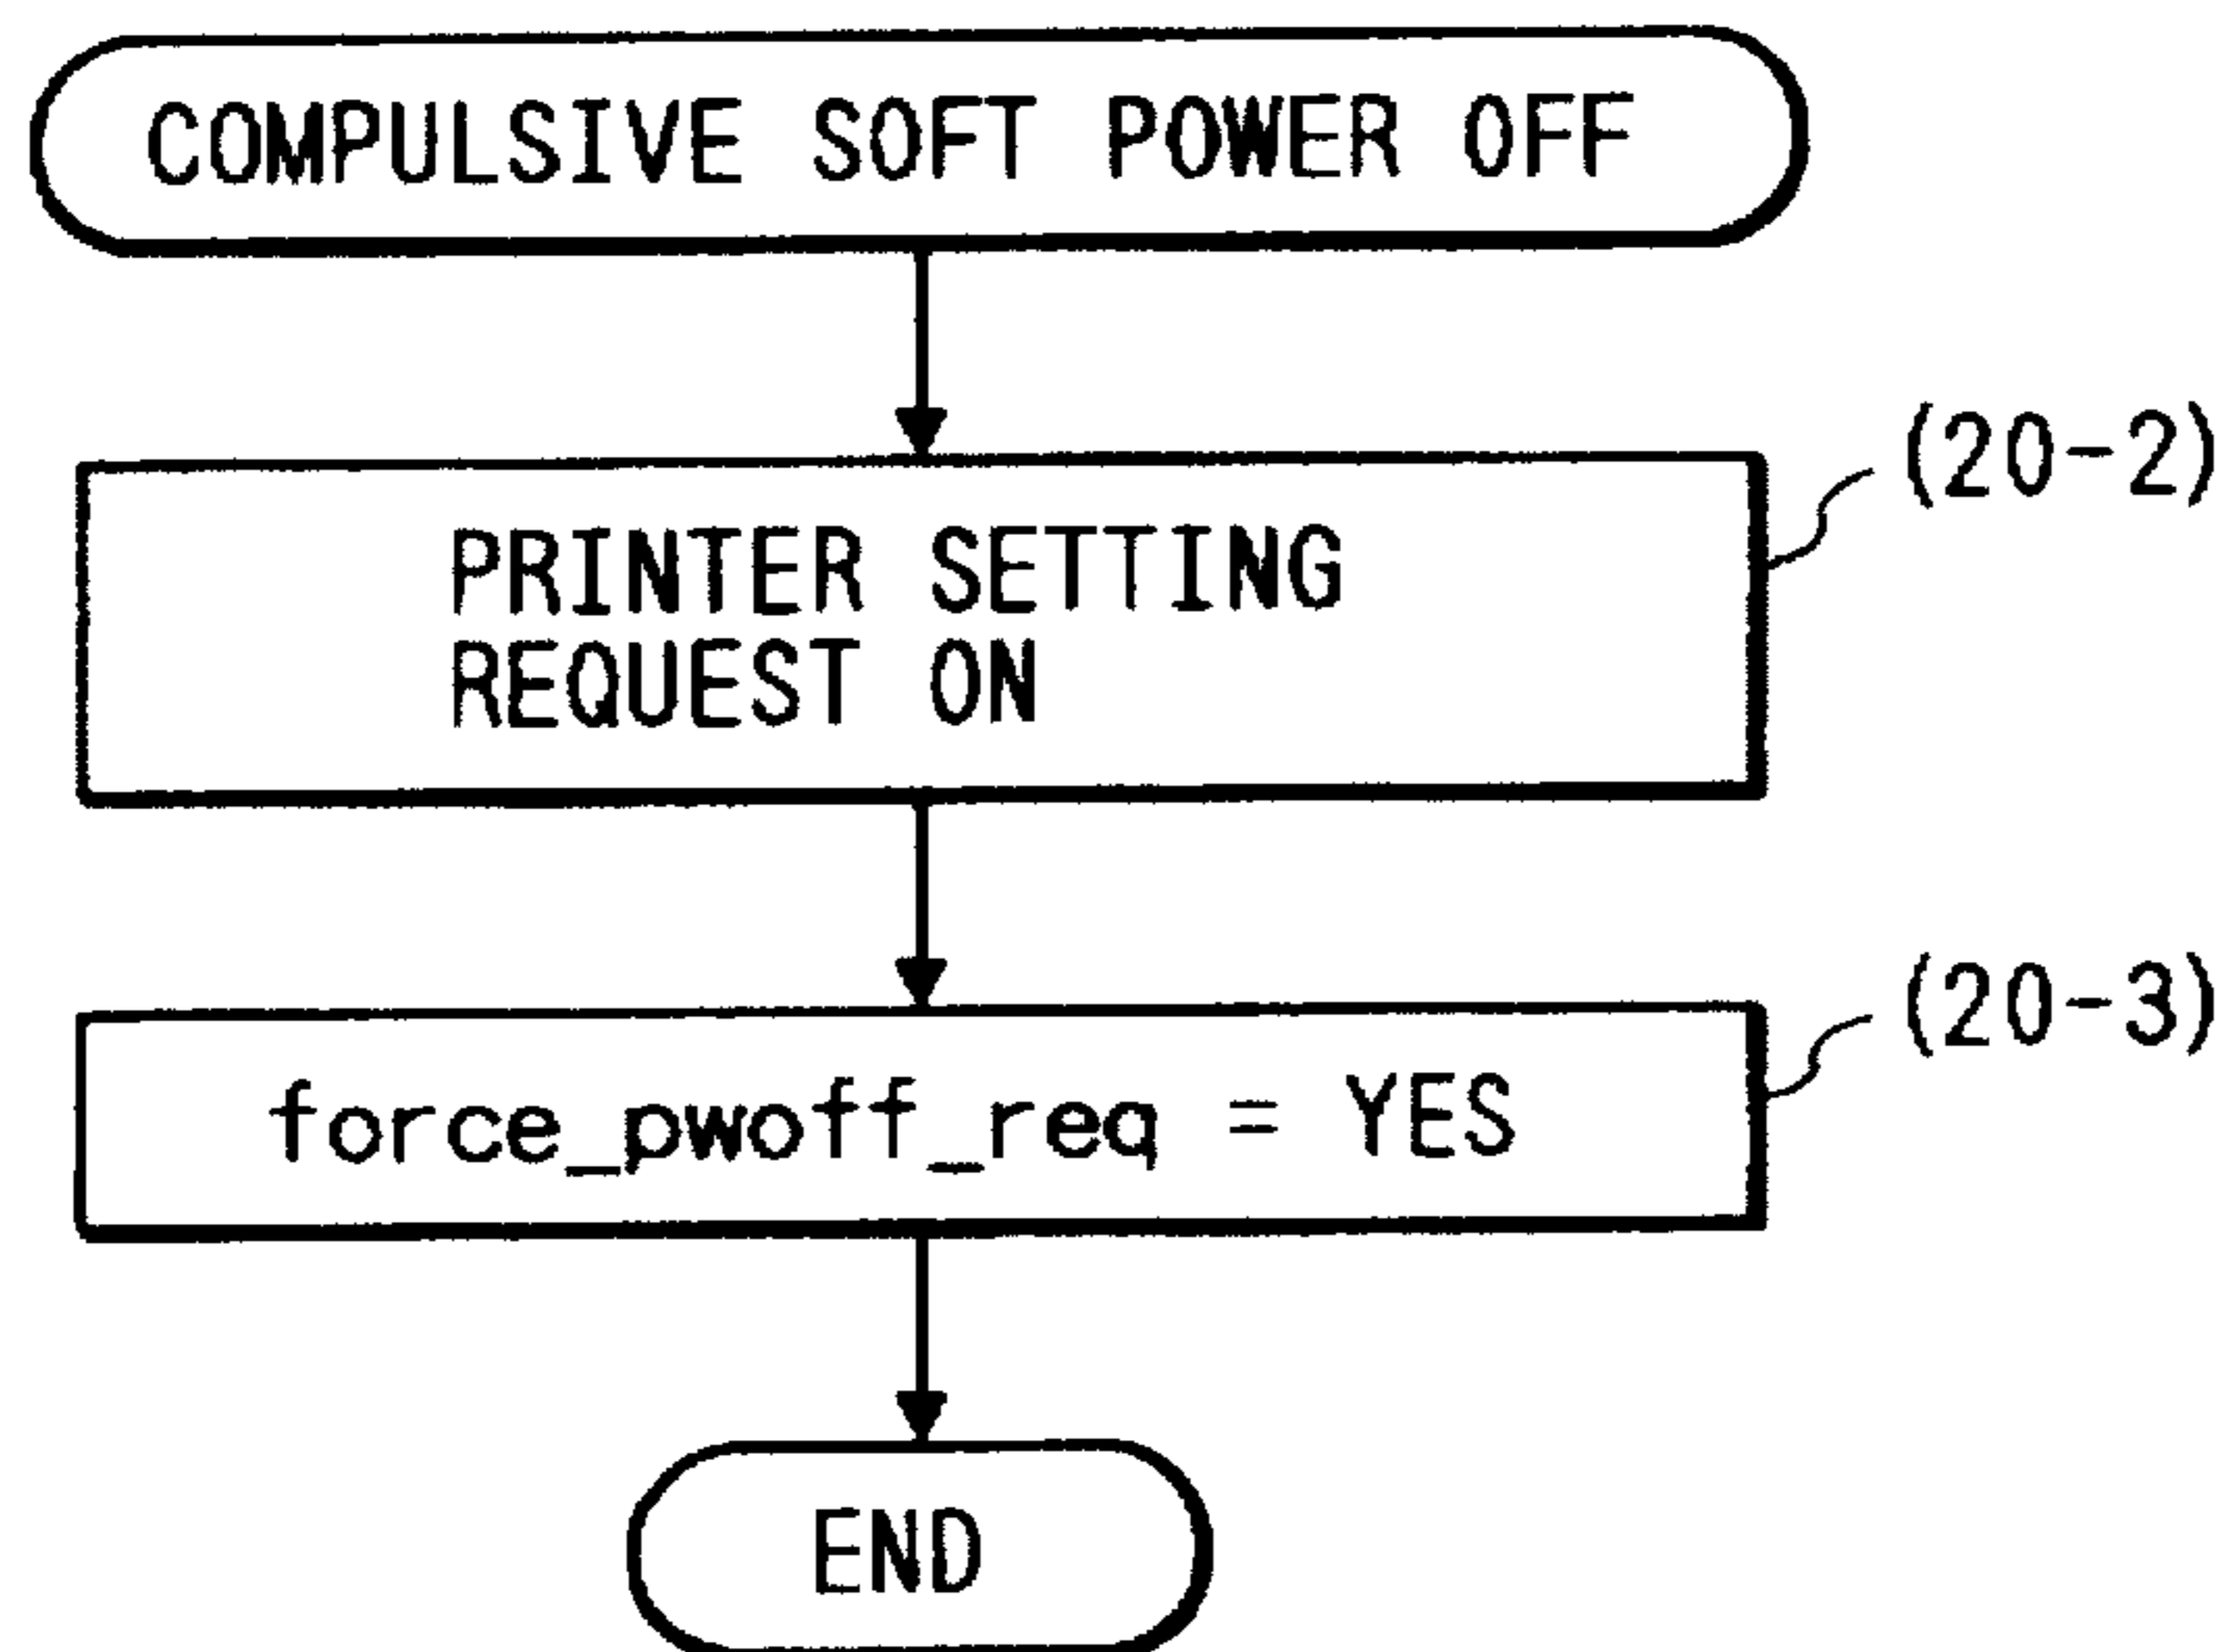 COMPULSIVE SOFT POWER OFF
(20-2)
PRINTER SETTING
REQUEST ON
(20-3)
force_pwoff_req = YES
END